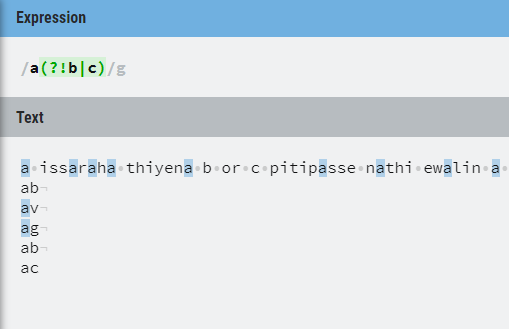 Expression
/a(?!b|c)/g
Text
a issaraha thiyena b or c pitipasse nathi ewalin a
ab
av
ag
ab
ac